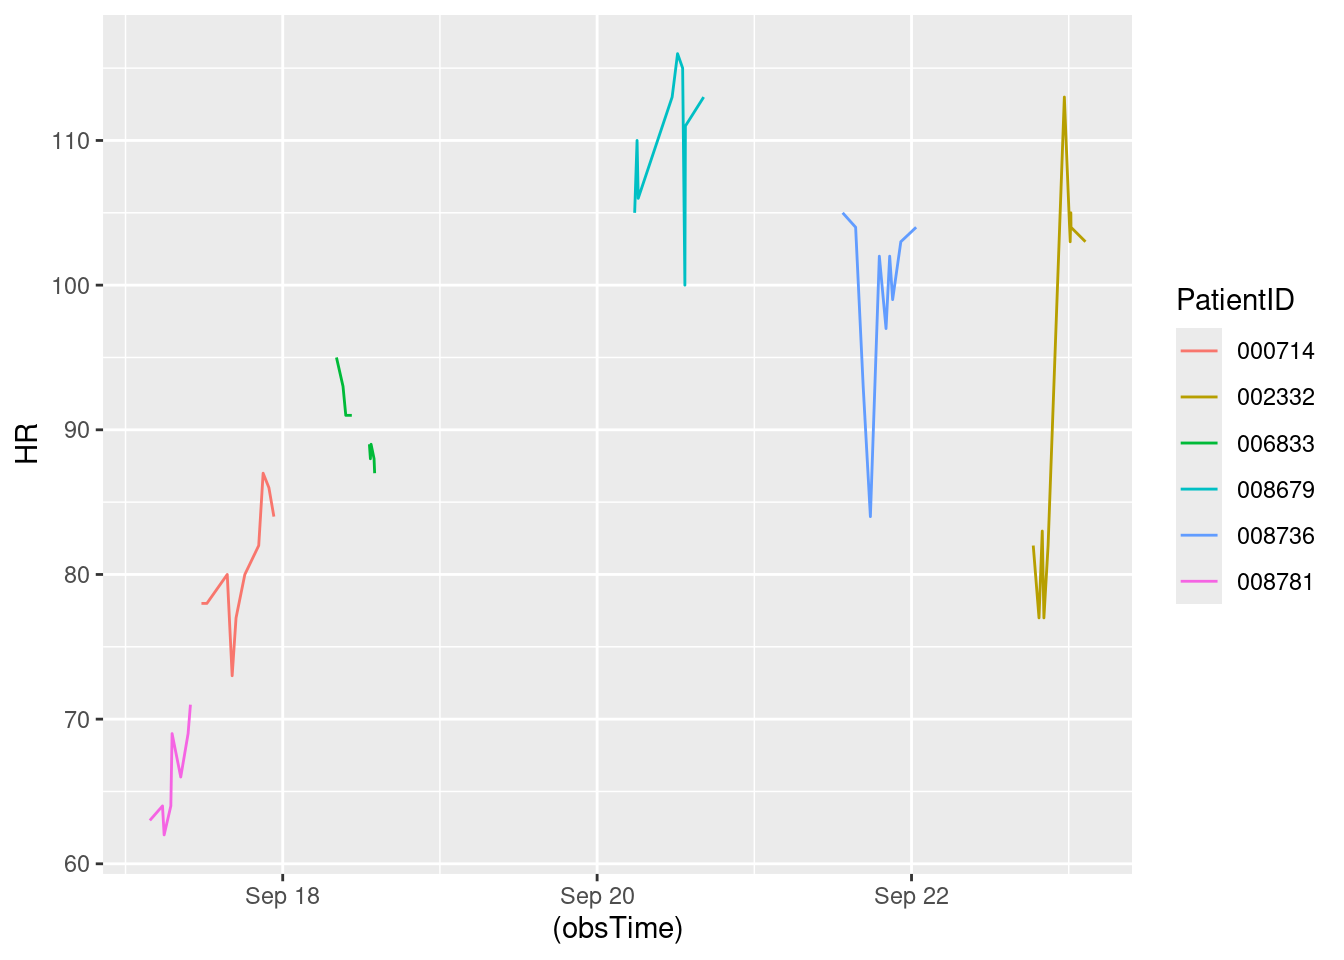 110
100
90
80
70
60
HR
Sep 18
Sep 20
Sep 22
(obsTime)
PatientID
000714
002332
006833
008679
008736
008781